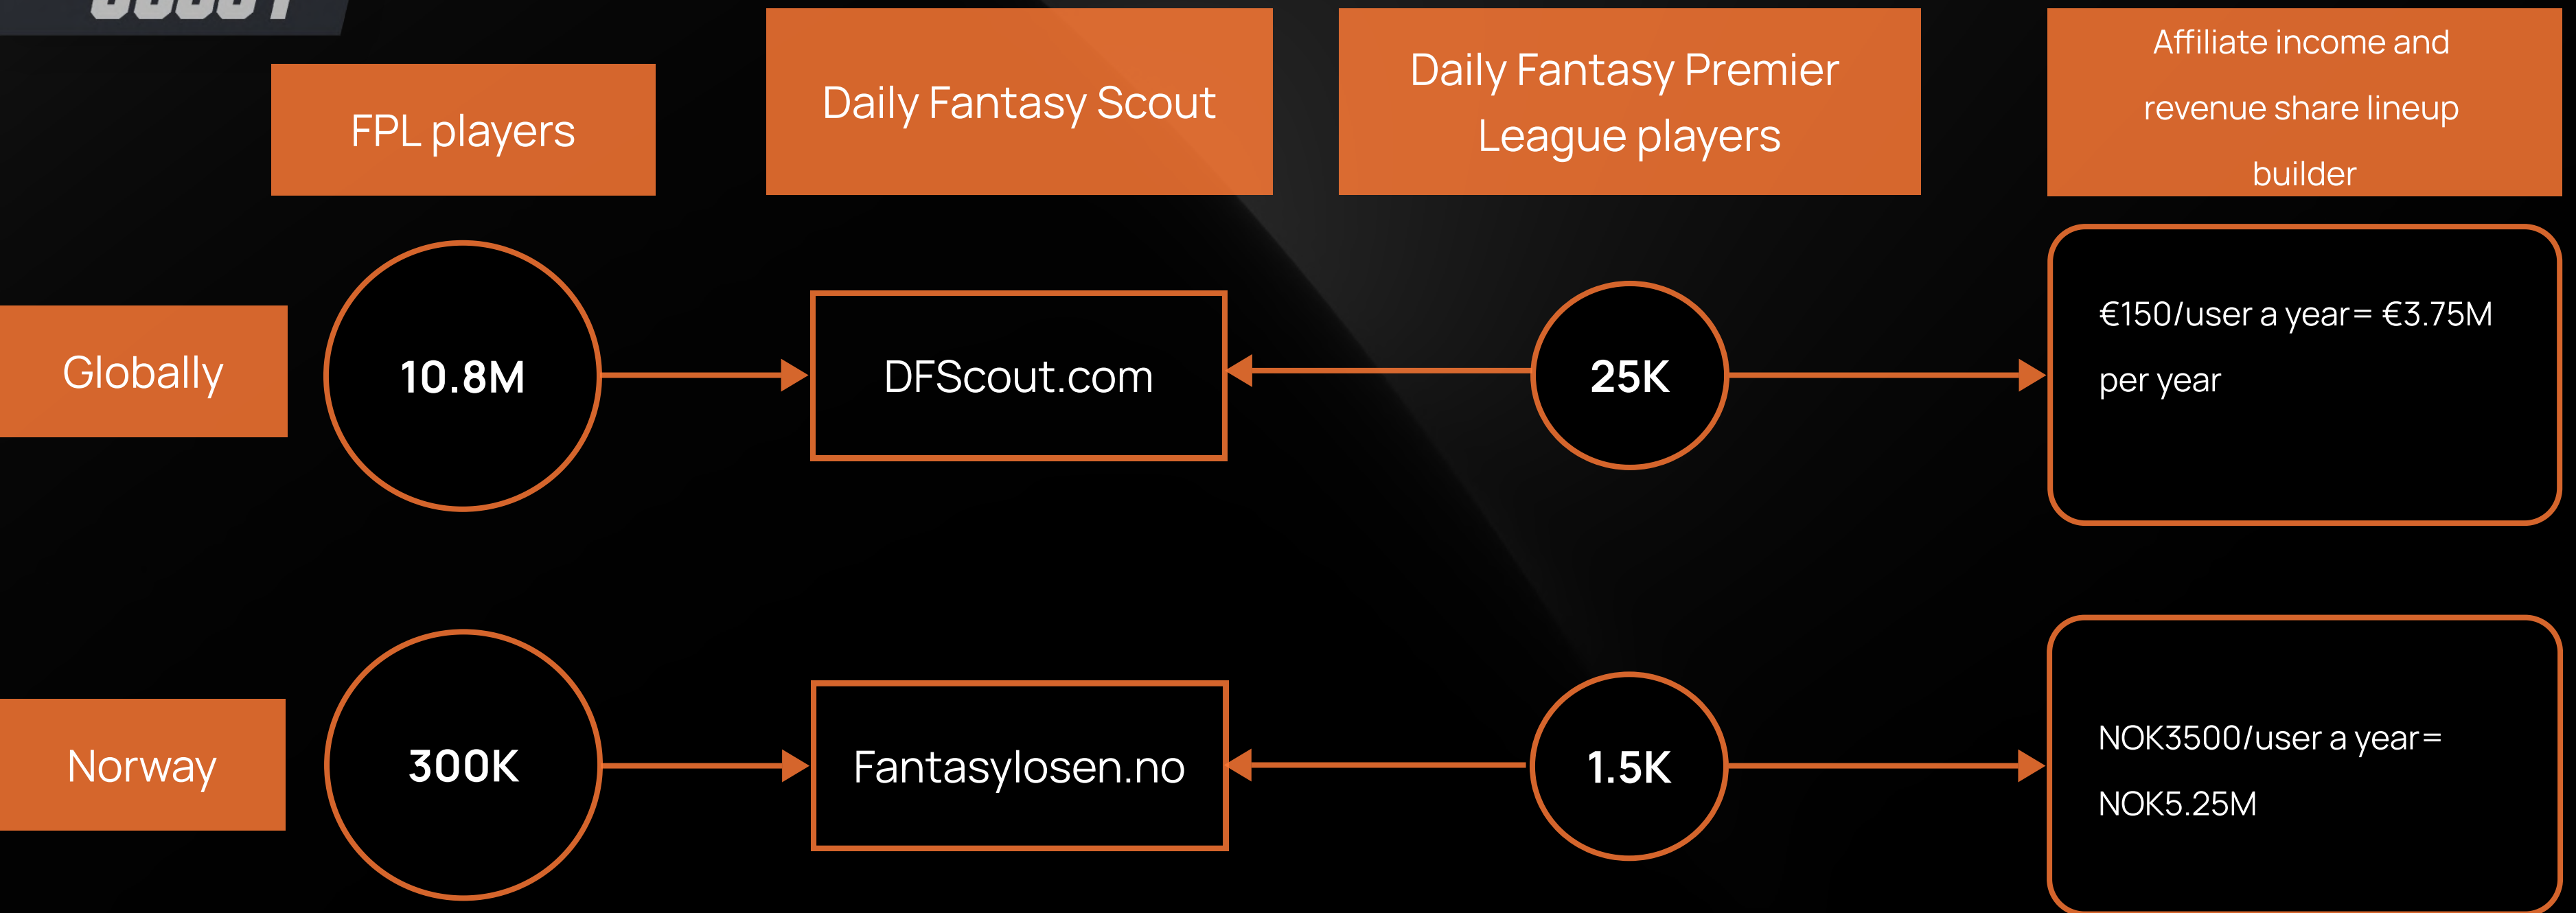 FPL players
Daily Fantasy Scout
Daily Fantasy Premier
League players
Affiliate income and
revenue share lineup
builder
Globally
10.8M
DFScout.com
25K
€150/user a year= €3.75M
per year
Norway
300K
Fantasylosen.no
1.5K
NOK3500/user a year=
NOK5.25M